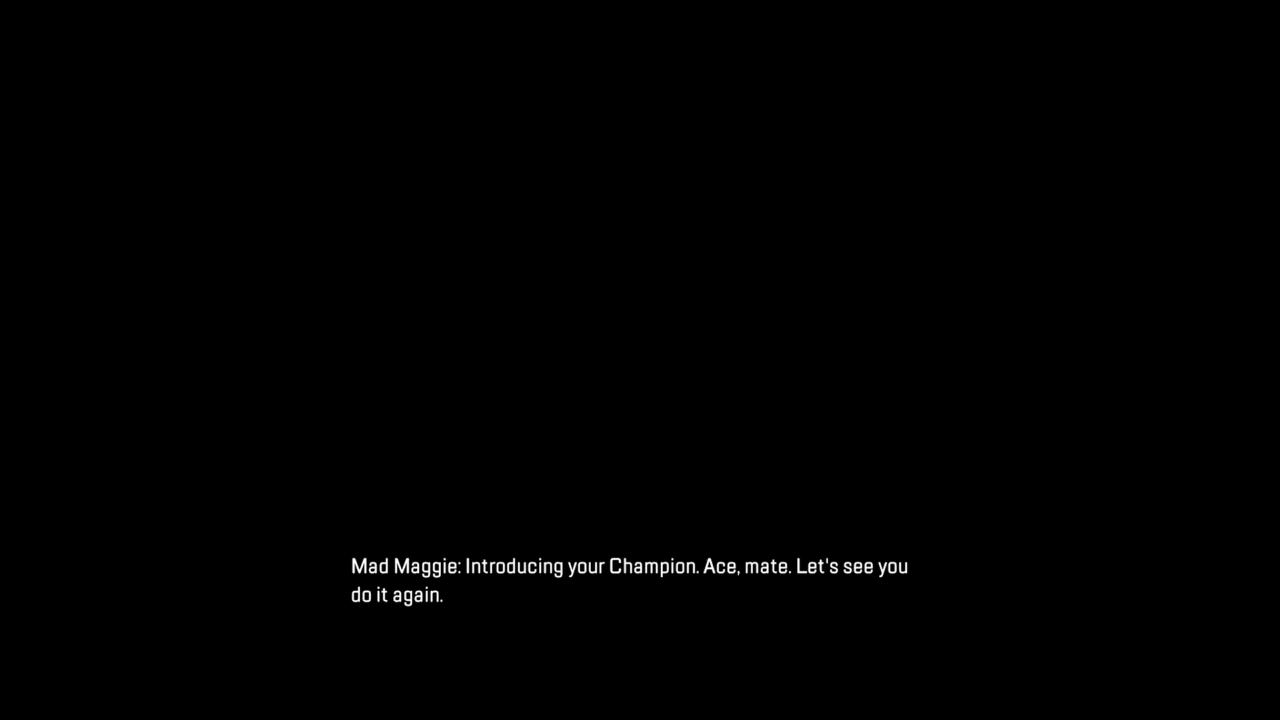 Mad Maggie: Introducing your Champion. Ace, mate. Let's see you
do it again.